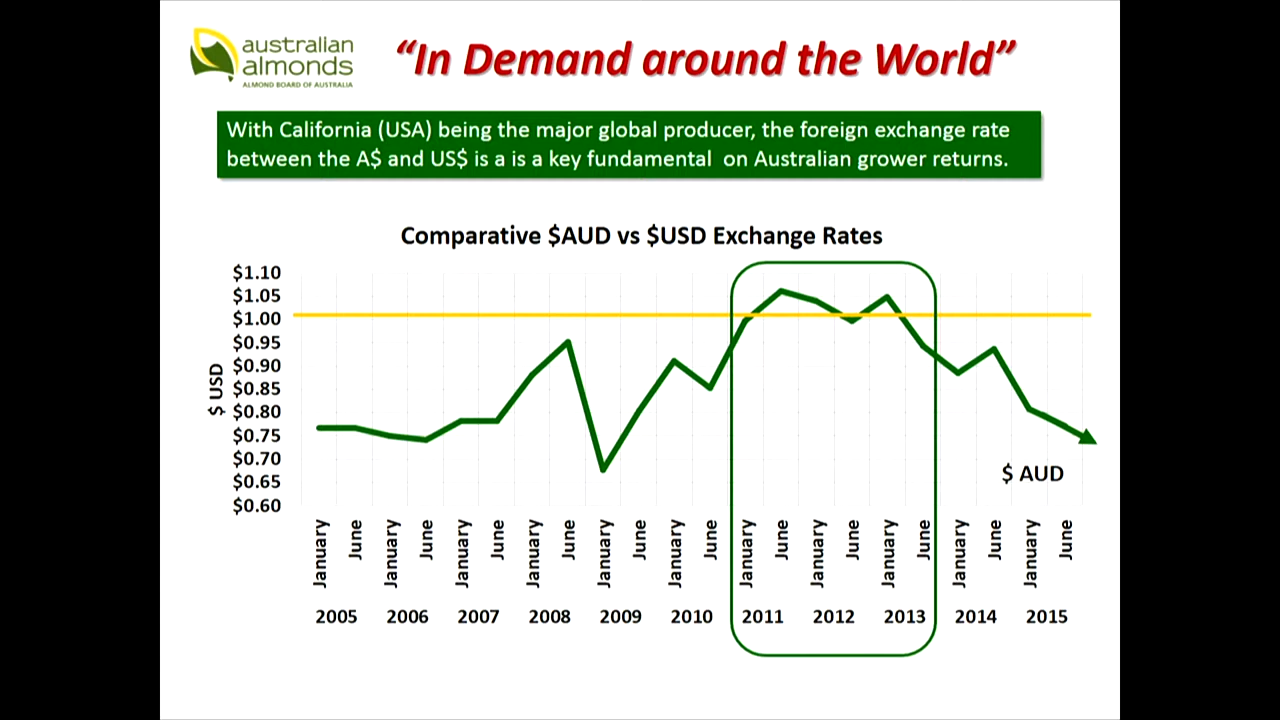 australian
almonds
ALMOND BOARD OF AUSTRALIA
“In Demand around the World”
With California (USA) being the major global producer, the foreign exchange rate
between the A$ and US$ is a is a key fundamental on Australian grower returns.
Comparative $AUD vs $USD Exchange Rates
$1.10
$1.05
$1.00
$0.95
$0.90
$0.85
$0.80
$0.75
$0.70
$0.65
$0.60
$ USD
$ AUD
January June January June January June January June January June January June January June January June January June January June January June
2005 2006 2007 2008 2009 2010 2011 2012 2013 2014 2015